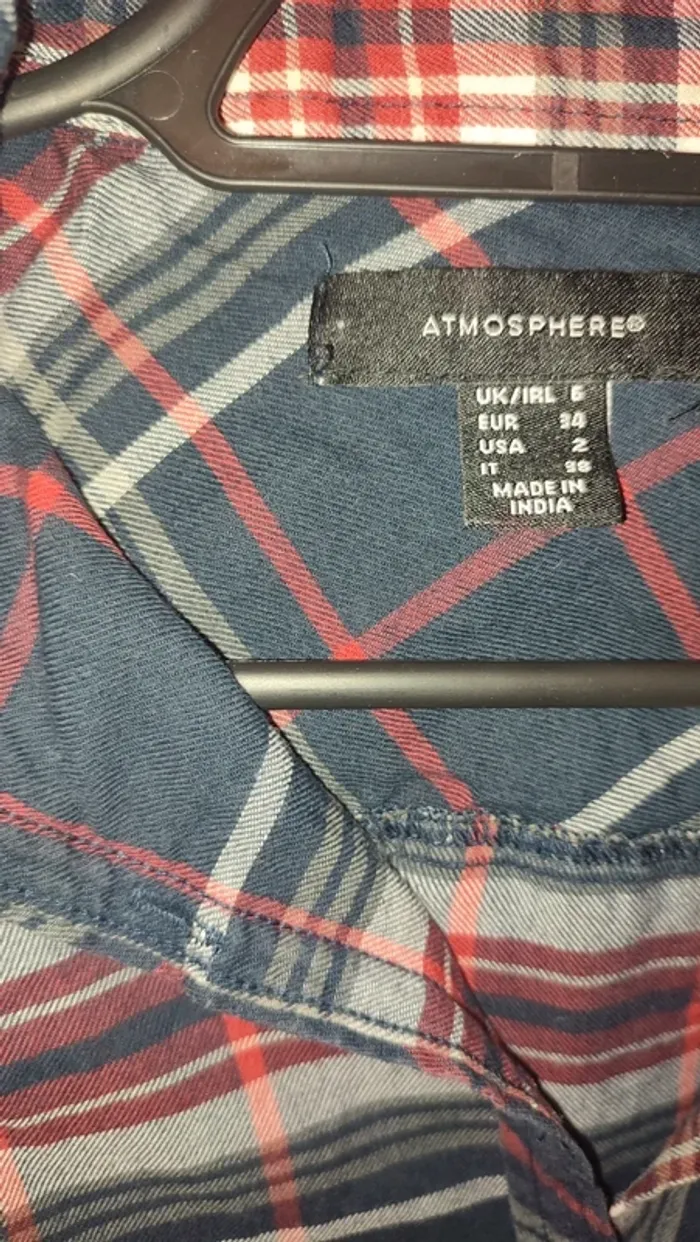 ATMOSPHERE®
UK/IRL 6
EUR 34
USA 2
IT 38
MADE IN
INDIA